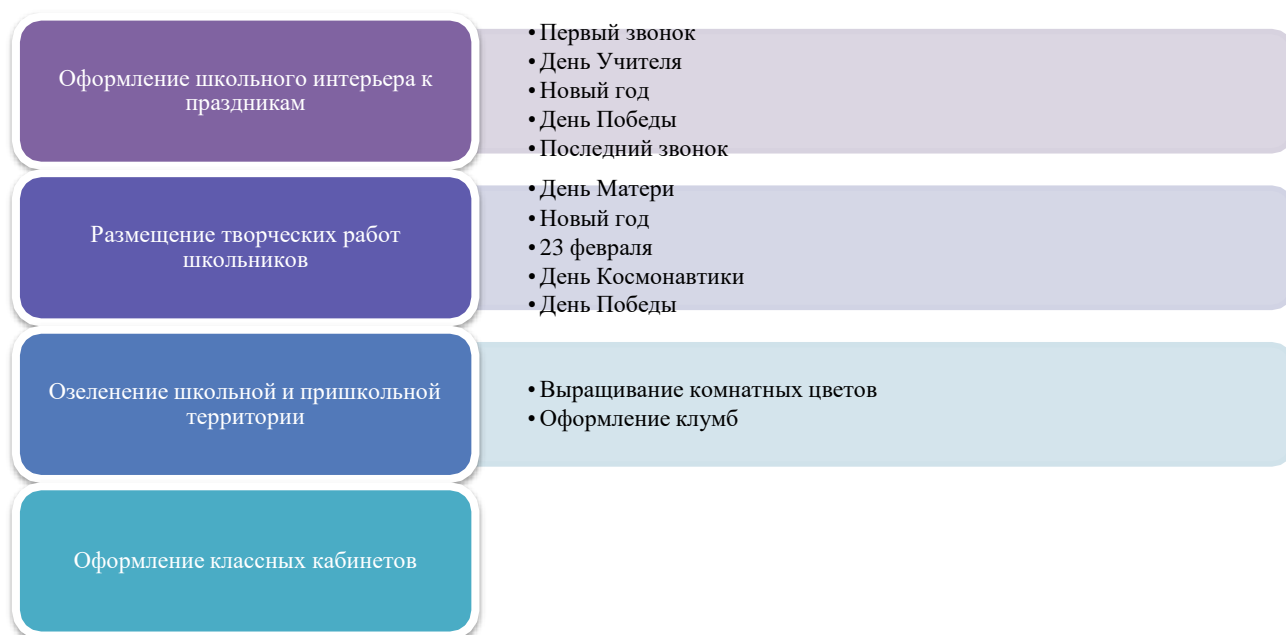 Оформление школьного интерьера к
праздникам
• Первый звонок
• День Учителя
• Новый год
• День Победы
• Последний звонок
Размещение творческих работ
школьников
• День Матери
• Новый год
• 23 февраля
• День Космонавтики
• День Победы
Озеленение школьной и пришкольной
территории
• Выращивание комнатных цветов
• Оформление клумб
Оформление классных кабинетов